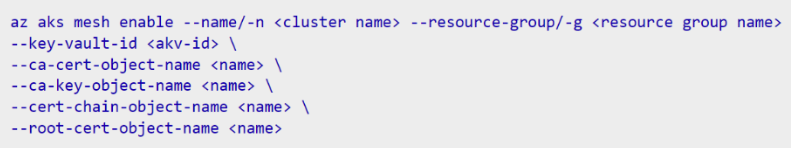 az aks mesh enable --name/-n <cluster name> --resource-group/-g <resource group name>
--key-vault-id <akv-id> \
--ca-cert-object-name <name> \
--ca-key-object-name <name> \
--cert-chain-object-name <name> \
--root-cert-object-name <name>